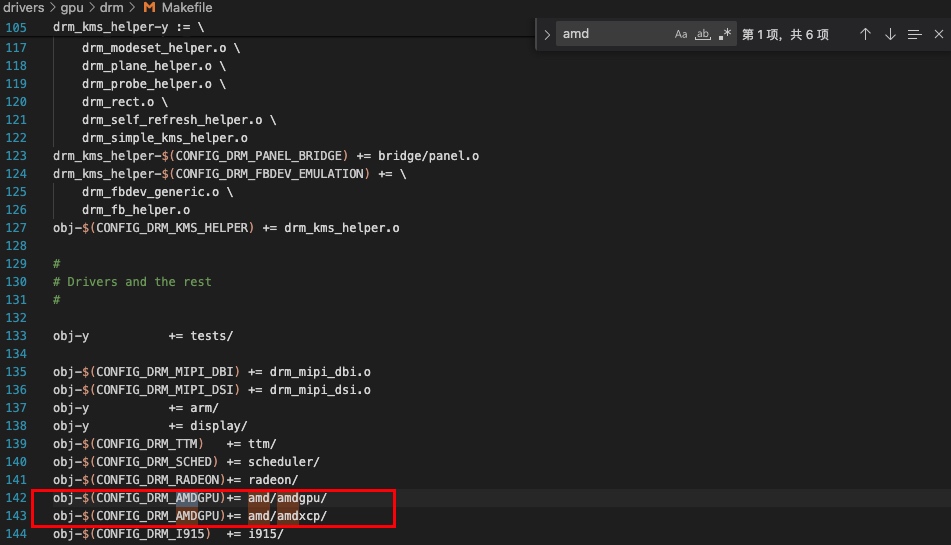 drivers > gpu > drm > M Makefile
amd Aa ab .* 第 1 项，共 6 项
105 drm_kms_helper-y := \
117 drm_modeset_helper.o \
118 drm_plane_helper.o \
119 drm_probe_helper.o \
120 drm_rect.o \
121 drm_self_refresh_helper.o \
122 drm_simple_kms_helper.o
123 drm_kms_helper-$(CONFIG_DRM_PANEL_BRIDGE) += bridge/panel.o
124 drm_kms_helper-$(CONFIG_DRM_FBDEV_EMULATION) += \
125 drm_fbdev_generic.o \
126 drm_fb_helper.o
127 obj-$(CONFIG_DRM_KMS_HELPER) += drm_kms_helper.o
128
129 #
130 # Drivers and the rest
131 #
132
133 obj-y += tests/
134
135 obj-$(CONFIG_DRM_MIPI_DBI) += drm_mipi_dbi.o
136 obj-$(CONFIG_DRM_MIPI_DSI) += drm_mipi_dsi.o
137 obj-y += arm/
138 obj-y += display/
139 obj-$(CONFIG_DRM_TTM) += ttm/
140 obj-$(CONFIG_DRM_SCHED) += scheduler/
141 obj-$(CONFIG_DRM_RADEON)+= radeon/
142 obj-$(CONFIG_DRM_AMDGPU)+= amd/amdgpu/
143 obj-$(CONFIG_DRM_AMDGPU)+= amd/amdxcp/
144 obj-$(CONFIG_DRM_I915) += i915/